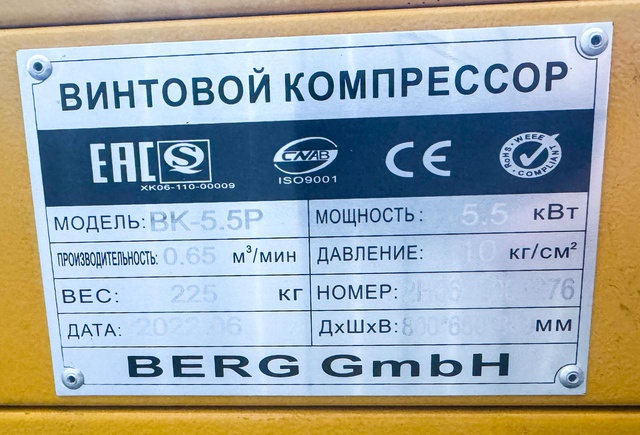 ВИНТОВОЙ КОМПРЕССОР
EAC S CNAB CE RoHS WEEE COMPLIANT
XK06-110-00009 ISO9001
МОДЕЛЬ: ВК-5.5Р МОЩНОСТЬ: 5.5 кВт
ПРОИЗВОДИТЕЛЬНОСТЬ: 0.65 м³/мин ДАВЛЕНИЕ: 10 кг/см²
ВЕС: 225 кг НОМЕР: 76
ДАТА: 2022.06 ДхШхВ: мм
BERG GmbH